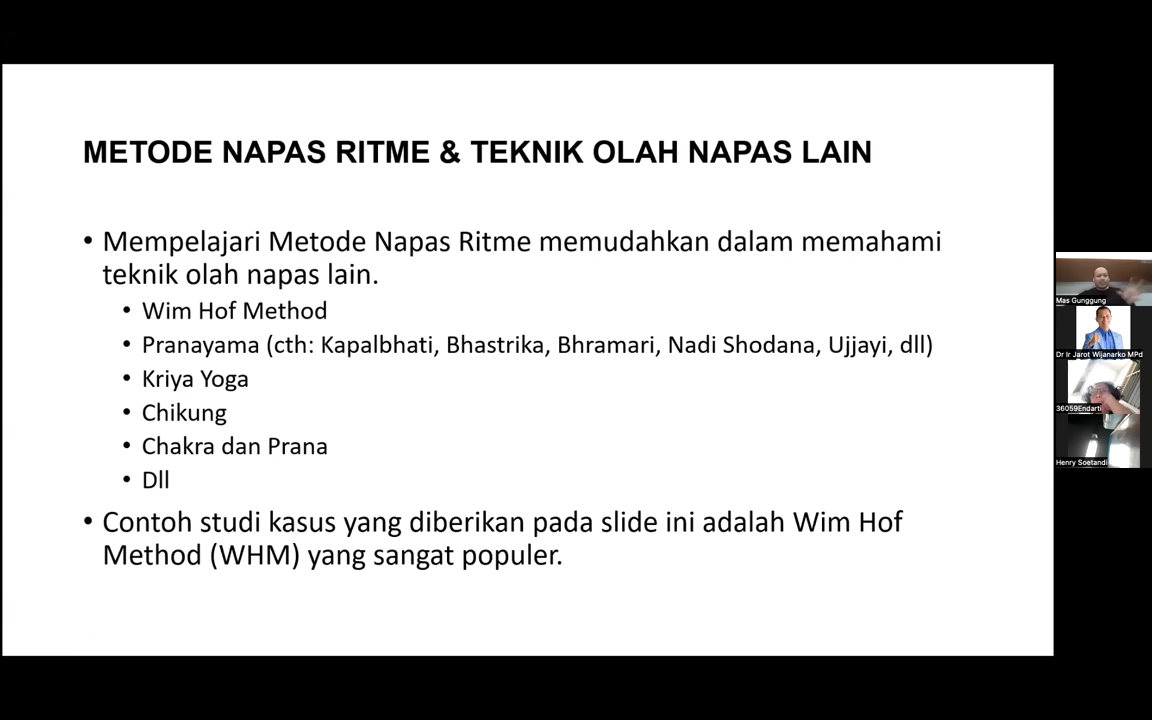 METODE NAPAS RITME & TEKNIK OLAH NAPAS LAIN
• Mempelajari Metode Napas Ritme memudahkan dalam memahami
teknik olah napas lain.
• Wim Hof Method
• Pranayama (cth: Kapalbhati, Bhastrika, Bhramari, Nadi Shodana, Ujjayi, dll)
• Kriya Yoga
• Chikung
• Chakra dan Prana
• Dll
• Contoh studi kasus yang diberikan pada slide ini adalah Wim Hof
Method (WHM) yang sangat populer.
Mas Gunggung
Dr Ir Jarot Wijanarko MPd
36059Endarti
Henry Soetandi